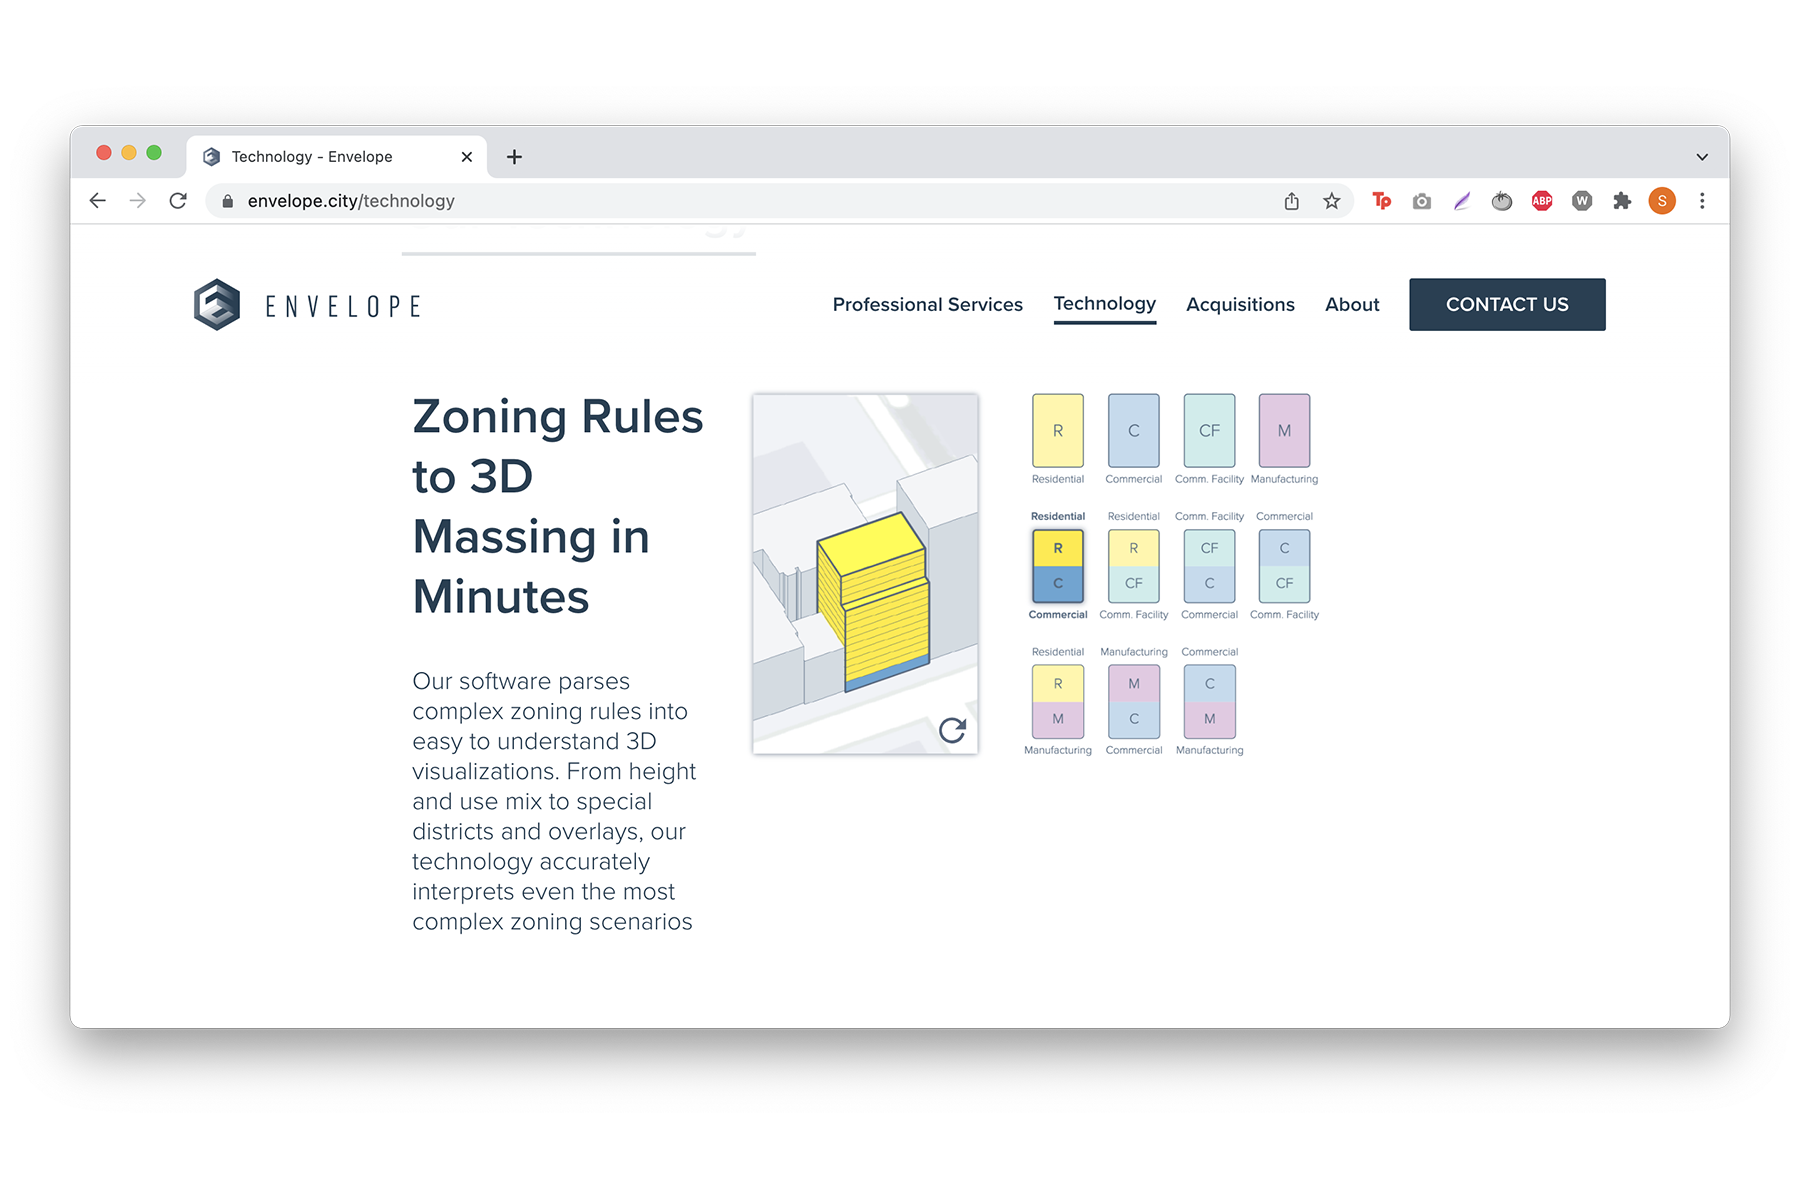 Technology - Envelope
envelope.city/technology
Tp
ABP
W
S
ENVELOPE
Professional Services
Technology
Acquisitions
About
CONTACT US
Zoning Rules
to 3D
Massing in
Minutes
Our software parses
complex zoning rules into
easy to understand 3D
visualizations. From height
and use mix to special
districts and overlays, our
technology accurately
interprets even the most
complex zoning scenarios
R
C
CF
M
Residential
Commercial
Comm. Facility
Manufacturing
Residential
R
C
Commercial
Residential
R
CF
Comm. Facility
Comm. Facility
CF
C
Commercial
Commercial
C
CF
Comm. Facility
Residential
R
M
Manufacturing
Manufacturing
M
C
Commercial
Commercial
C
M
Manufacturing